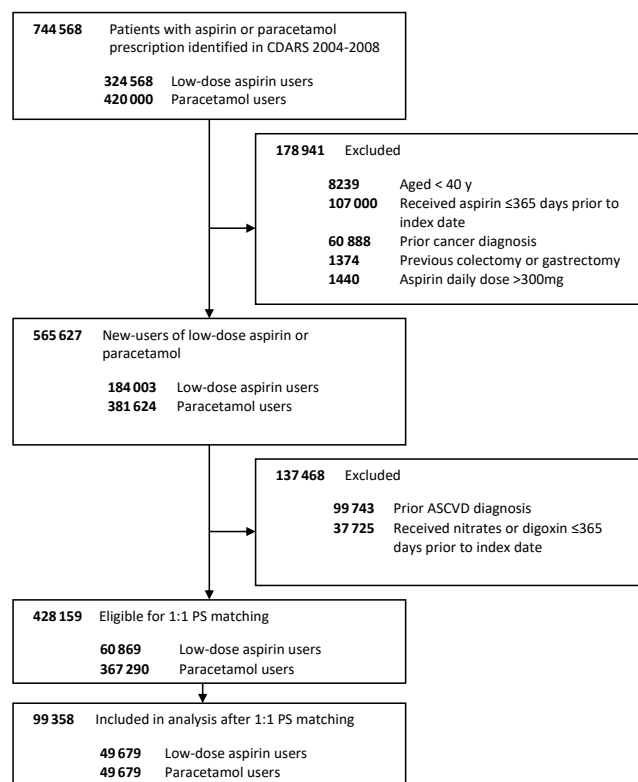 744 568 Patients with aspirin or paracetamol
prescription identified in CDARS 2004-2008
324 568 Low-dose aspirin users
420 000 Paracetamol users
178 941 Excluded
8239 Aged < 40 y
107 000 Received aspirin ≤365 days prior to
index date
60 888 Prior cancer diagnosis
1374 Previous colectomy or gastrectomy
1440 Aspirin daily dose >300mg
565 627 New-users of low-dose aspirin or
paracetamol
184 003 Low-dose aspirin users
381 624 Paracetamol users
137 468 Excluded
99 743 Prior ASCVD diagnosis
37 725 Received nitrates or digoxin ≤365
days prior to index date
428 159 Eligible for 1:1 PS matching
60 869 Low-dose aspirin users
367 290 Paracetamol users
99 358 Included in analysis after 1:1 PS matching
49 679 Low-dose aspirin users
49 679 Paracetamol users